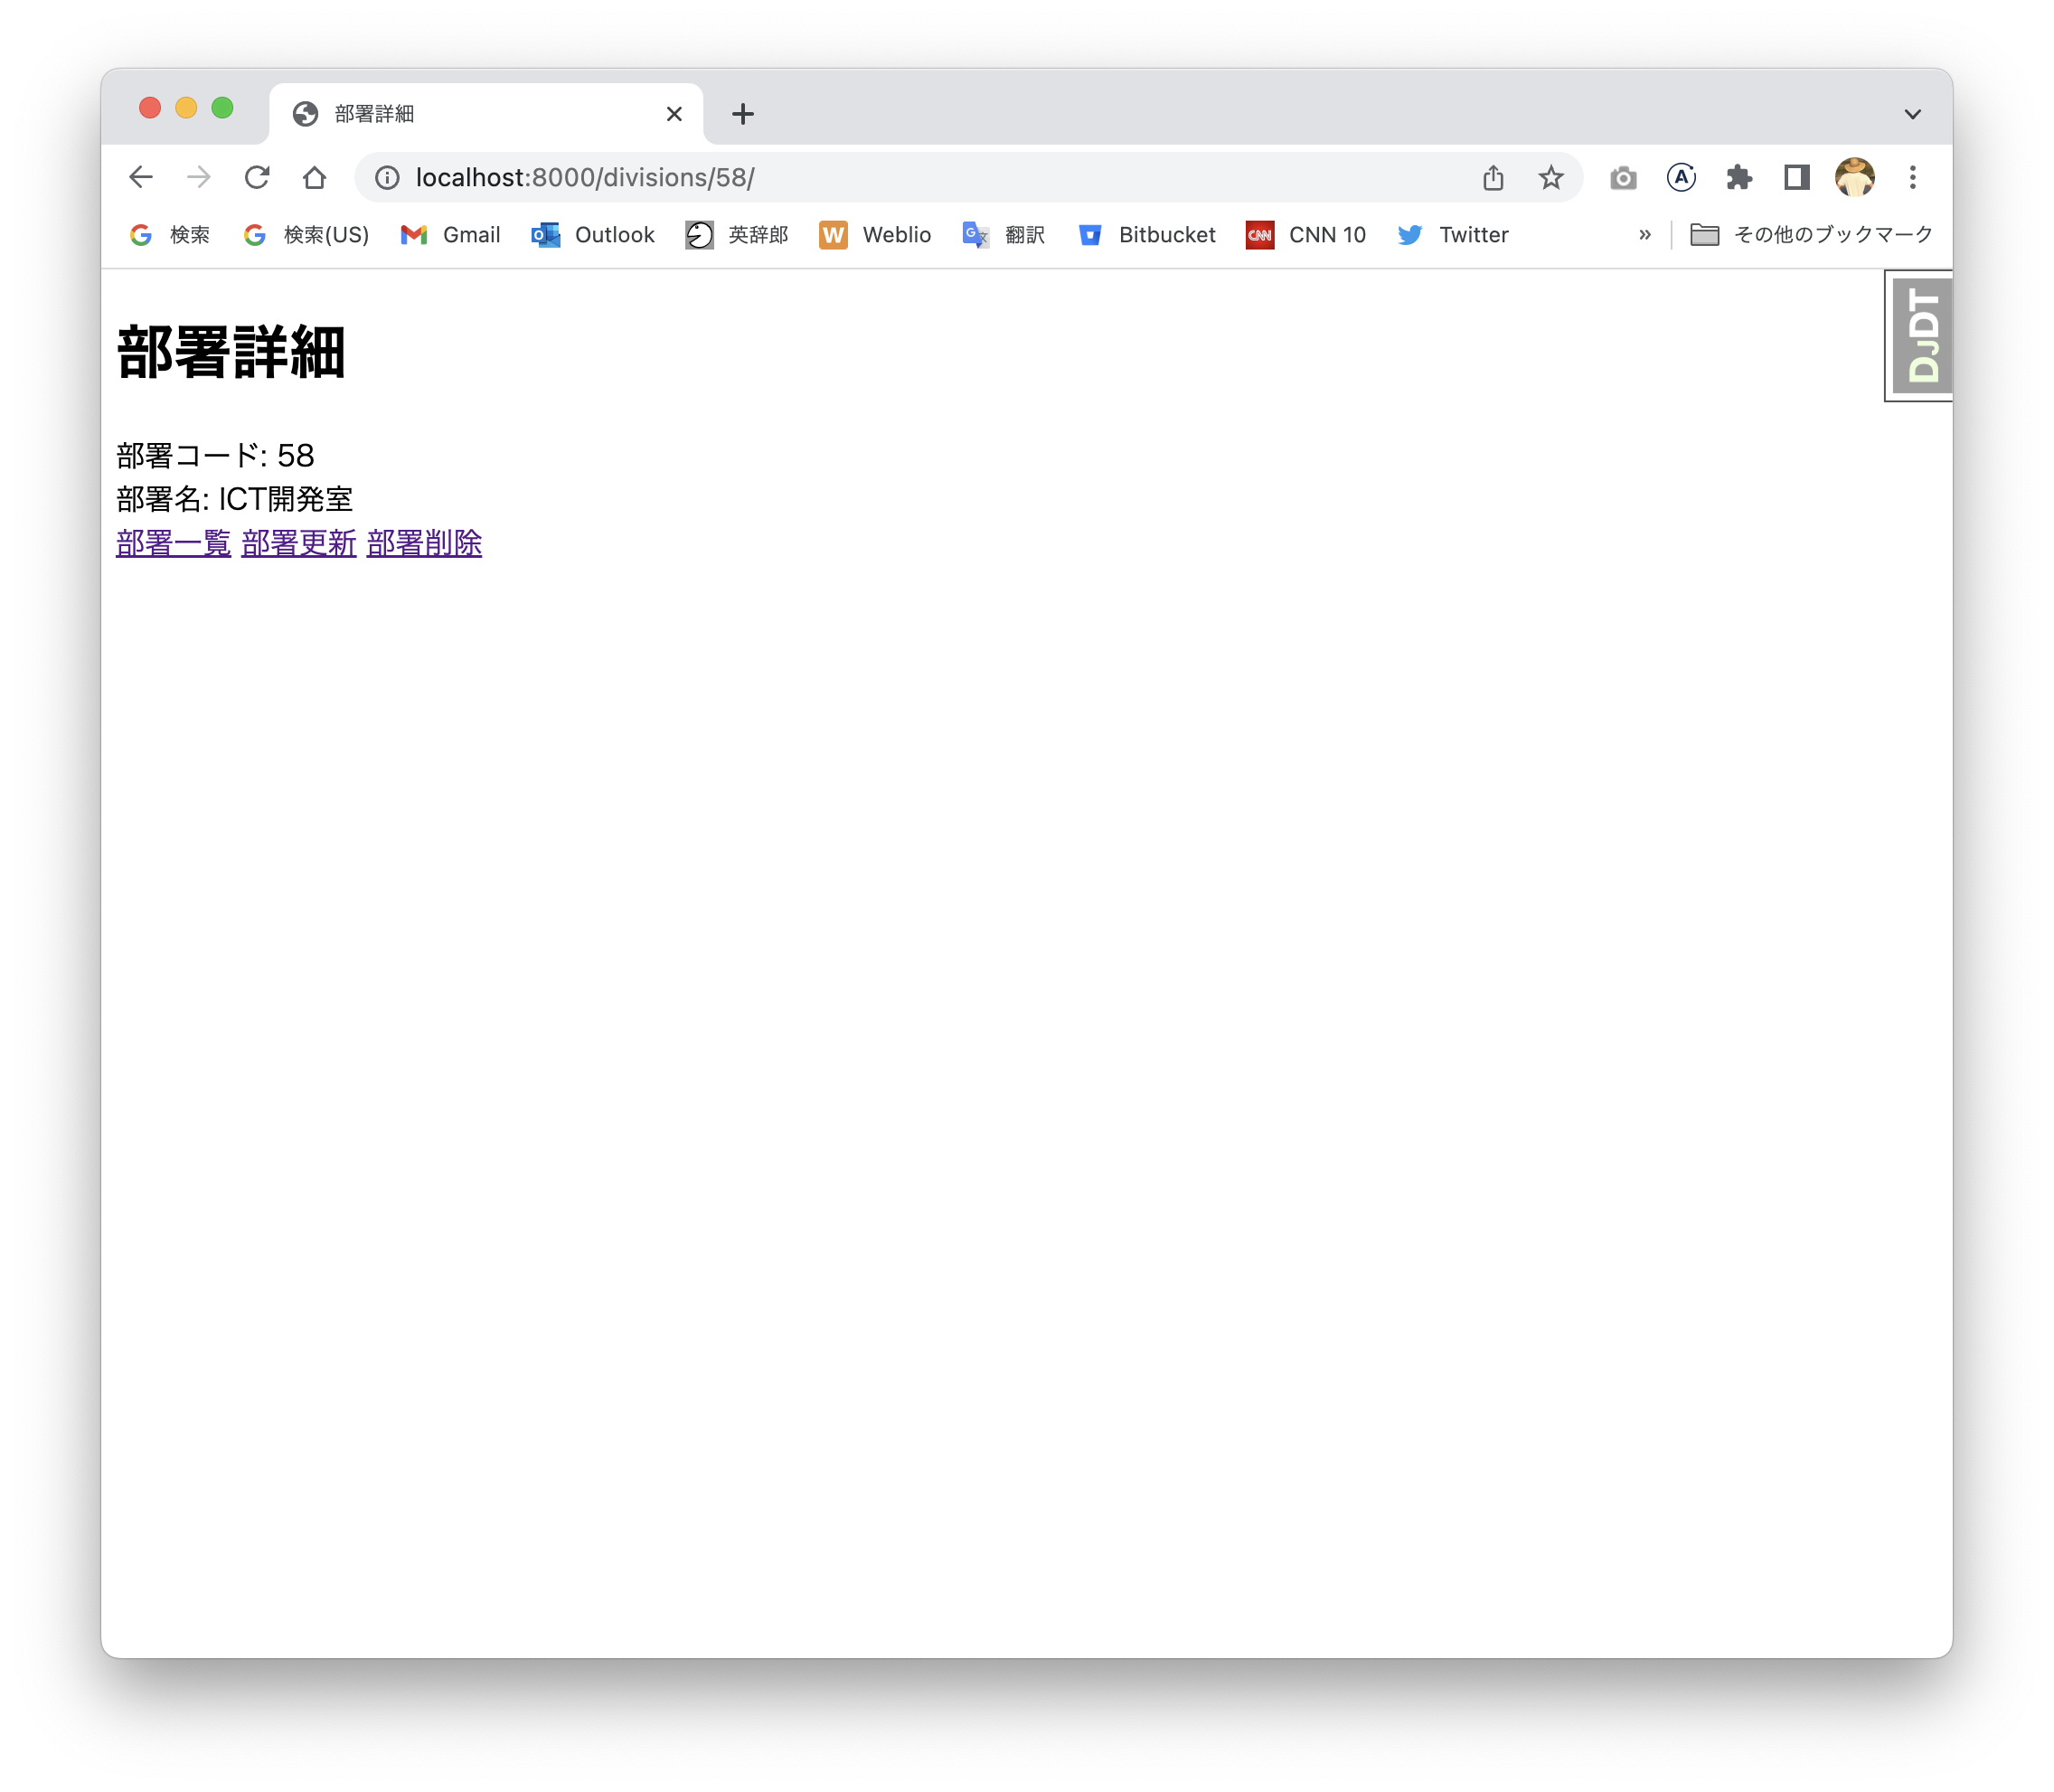 部署詳細
localhost:8000/divisions/58/
検索 検索(US) Gmail Outlook 英辞郎 W Weblio 翻訳 Bitbucket CNN CNN 10 Twitter » その他のブックマーク
DJDT
部署詳細
部署コード: 58
部署名: ICT開発室
部署一覧 部署更新 部署削除